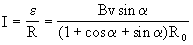 I = ε/R = Bv sin α / (1 + cos α + sin α)R₀